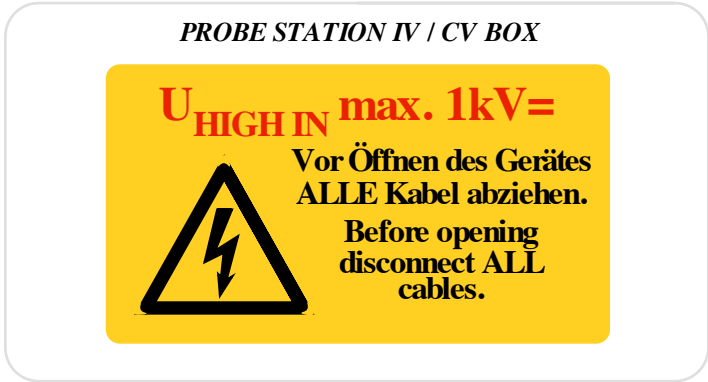 PROBE STATION IV / CV BOX
U HIGH IN max. 1kV=
Vor Öffnen des Gerätes
ALLE Kabel abziehen.
Before opening
disconnect ALL
cables.